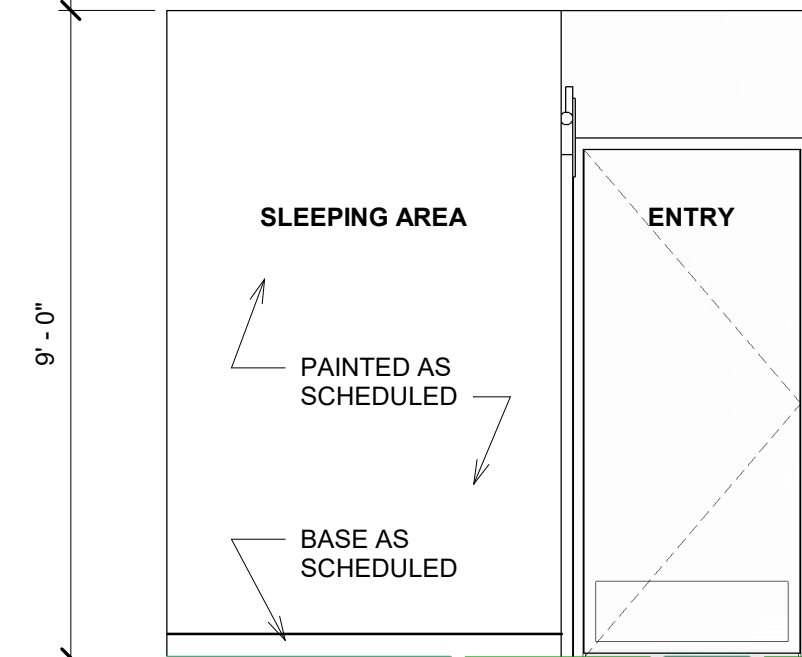 SLEEPING AREA
ENTRY
9' - 0"
PAINTED AS
SCHEDULED
BASE AS
SCHEDULED